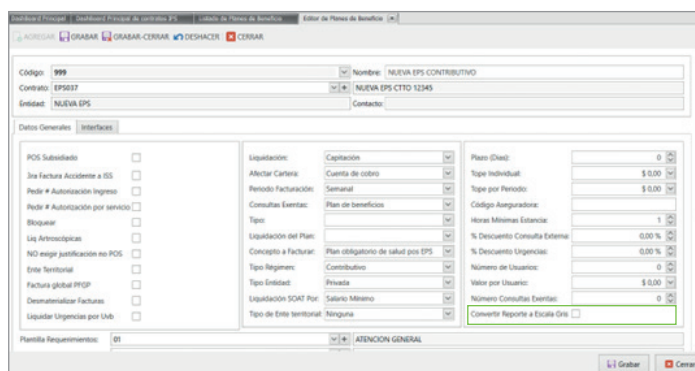 Dashboard Principal Dashboard Principal de contratos IPS Listado de Planes de Beneficio Editor de Planes de Beneficio
AGREGAR GRABAR GRABAR-CERRAR DESHACER CERRAR
Código: 999 Nombre: NUEVA EPS CONTRIBUTIVO
Contrato: EPS037 NUEVA EPS CTTO 12345
Entidad: NUEVA EPS Contacto:
Datos Generales Interfaces
POS Subsidiado Liquidación: Capitación Plazo (Dias): 0
3ra Factura Accidente a ISS Afectar Cartera: Cuenta de cobro Tope Individual: $ 0,00
Pedir # Autorización ingreso Periodo Facturación: Semanal Tope por Periodo: $ 0,00
Pedir # Autorización por servicio Consultas Exentas: Plan de beneficios Código Aseguradora:
Bloquear Tipo: Horas Mínimas Estancia: 1
Liq Artroscópicas Liquidación del Plan: % Descuento Consulta Externa: 0,00 %
NO exigir justificación no POS Concepto a Facturar: Plan obligatorio de salud pos EPS % Descuento Urgencias: 0,00 %
Ente Territorial Tipo Régimen: Contributivo Número de Usuarios: 0
Factura global PFGP Tipo Entidad: Privada Valor por Usuario: $ 0,00
Desmaterializar Facturas Liquidación SOAT Por: Salario Mínimo Número Consultas Exentas: 0
Liquidar Urgencias por Uvb Tipo de Ente territorial: Ninguna Convertir Reporte a Escala Gris
Plantilla Requerimientos: 01 ATENCION GENERAL
Grabar Cerrar